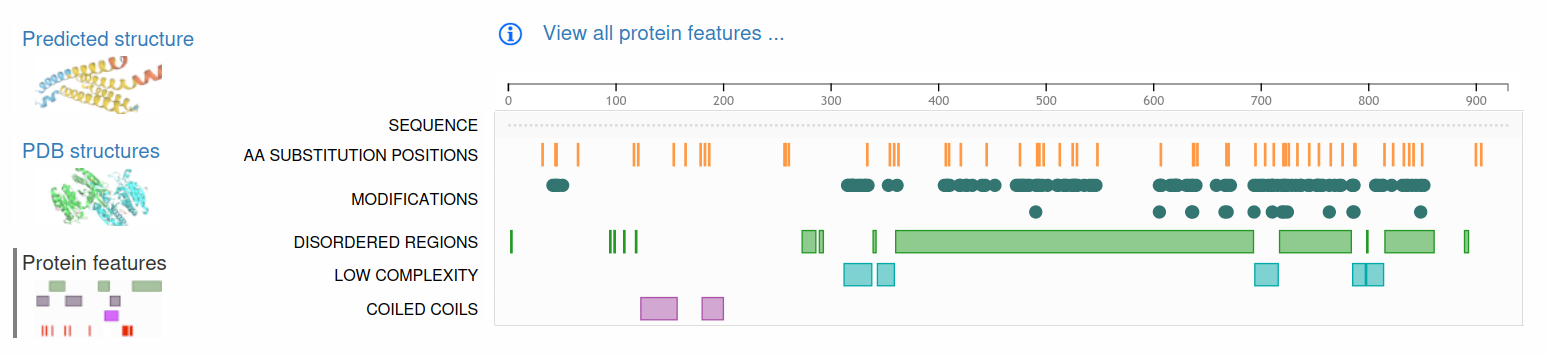 Predicted structure
PDB structures
Protein features
View all protein features ...
0 100 200 300 400 500 600 700 800 900
SEQUENCE
AA SUBSTITUTION POSITIONS
MODIFICATIONS
DISORDERED REGIONS
LOW COMPLEXITY
COILED COILS